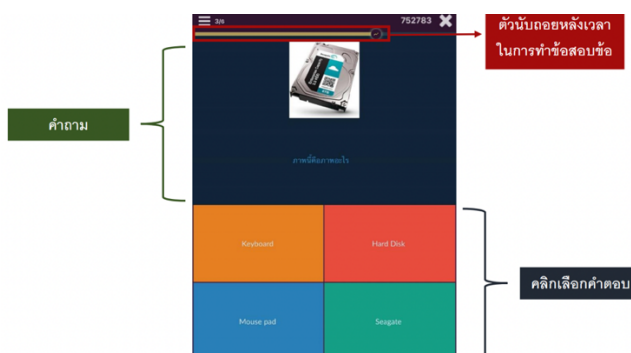 3/5
752783
ตัวนับถอยหลังเวลา
ในการทำข้อสอบข้อ
คำถาม
ภาพนี้คือภาพอะไร
Keyboard
Hard Disk
คลิกเลือกคำตอบ
Mouse pad
Seagate